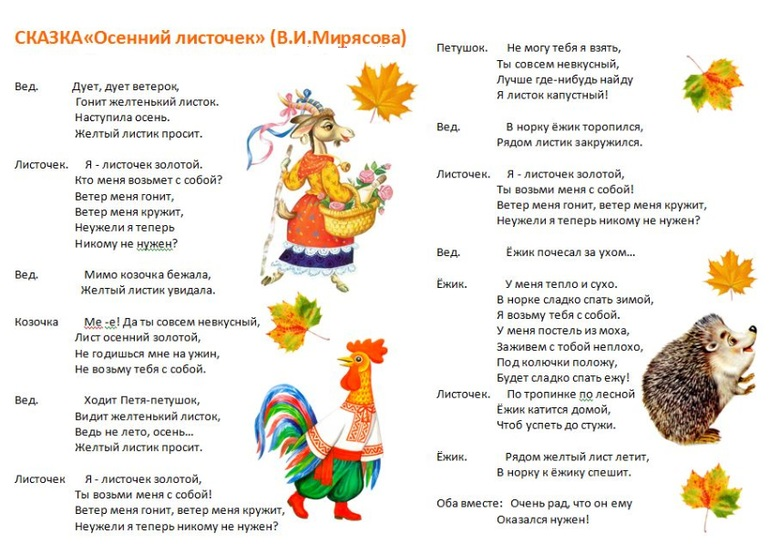 СКАЗКА«Осенний листочек» (В.И.Мирясова)
Вед. Дует, дует ветерок,
Гонит желтенький листок.
Наступила осень.
Желтый листик просит.
Листочек. Я - листочек золотой.
Кто меня возьмет с собой?
Ветер меня гонит,
Ветер меня кружит,
Неужели я теперь
Никому не нужен?
Вед. Мимо козочка бежала,
Желтый листик увидала.
Козочка Ме -е! Да ты совсем невкусный,
Лист осенний золотой,
Не годишься мне на ужин,
Не возьму тебя с собой.
Вед. Ходит Петя-петушок,
Видит желтенький листок,
Ведь не лето, осень…
Желтый листик просит.
Листочек Я - листочек золотой,
Ты возьми меня с собой!
Ветер меня гонит, ветер меня кружит,
Неужели я теперь никому не нужен?
Петушок. Не могу тебя я взять,
Ты совсем невкусный,
Лучше где-нибудь найду
Я листок капустный!
Вед. В норку ёжик торопился,
Рядом листик закружился.
Листочек. Я - листочек золотой,
Ты возьми меня с собой!
Ветер меня гонит, ветер меня кружит,
Неужели я теперь никому не нужен?
Вед. Ёжик почесал за ухом…
Ёжик. У меня тепло и сухо.
В норке сладко спать зимой,
Я возьму тебя с собой.
У меня постель из моха,
Заживем с тобой неплохо,
Под колючки положу,
Будет сладко спать ежу!
Листочек. По тропинке по лесной
Ёжик катится домой,
Чтоб успеть до стужи.
Ёжик. Рядом желтый лист летит,
В норку к ёжику спешит.
Оба вместе: Очень рад, что он ему
Оказался нужен!